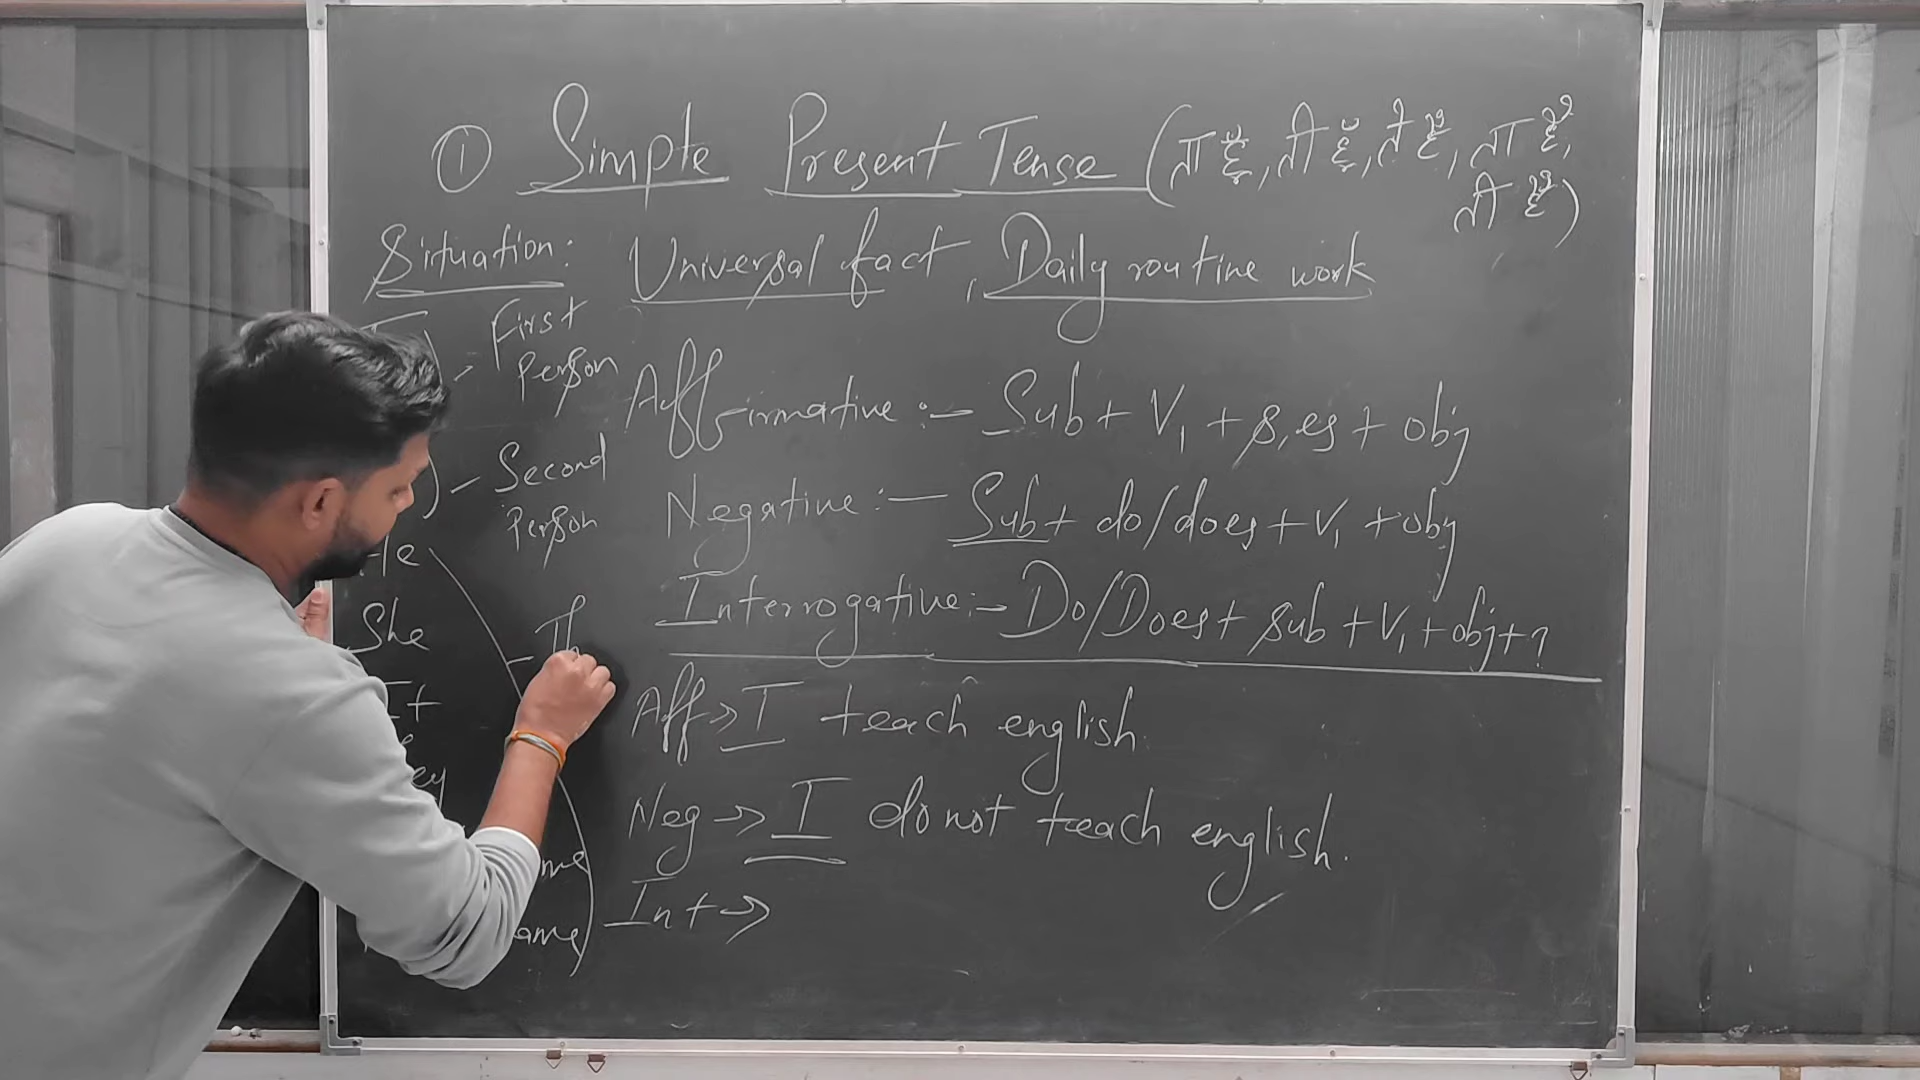 ① Simple Present Tense (ता हूँ, ती हूँ, ते है, ता है,
ती है)
Situation: Universal fact, Daily routine work
First
person
Affirmative :- Sub + V1 + s, es + obj
Second
person
Negative :- Sub + do/does + V1 + obj
He
She
Interrogative :- Do/Does + sub + V1 + obj + ?
It
Aff → I teach english.
Neg → I do not teach english.
Int →